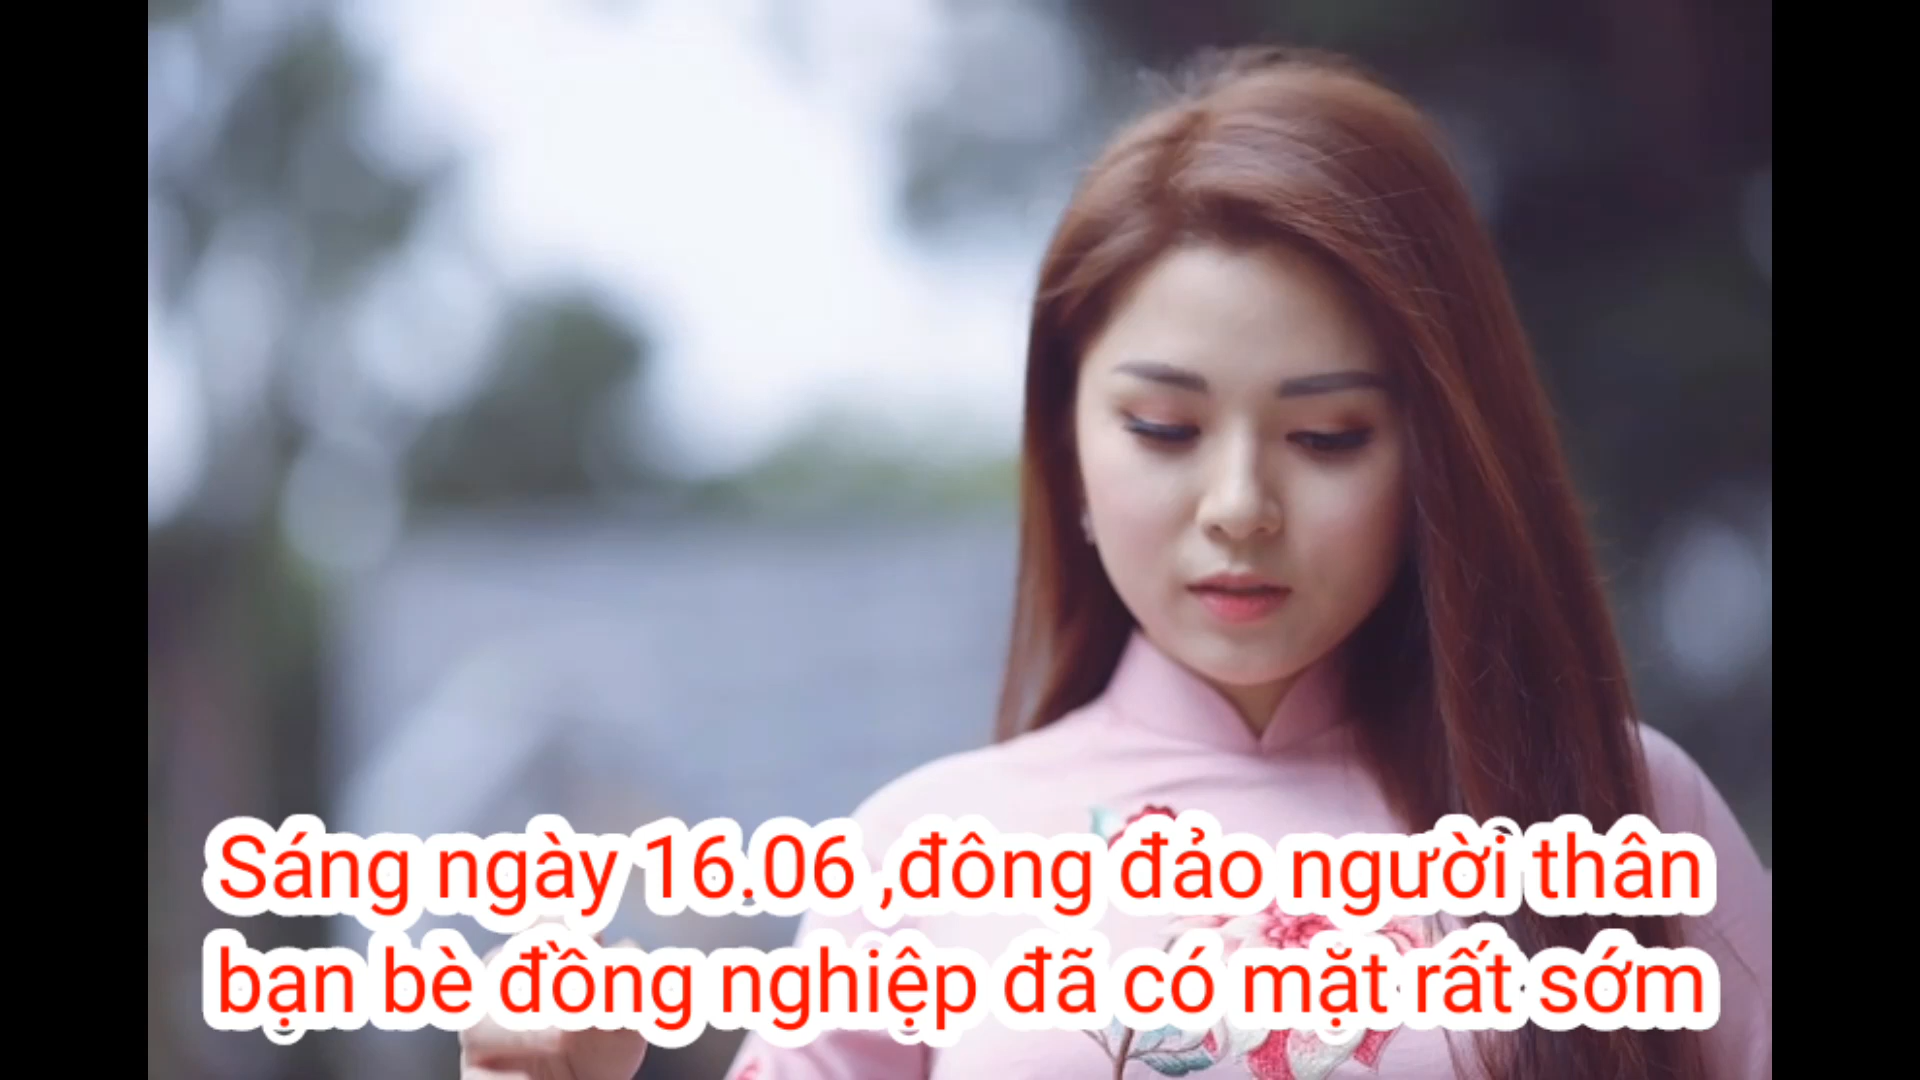 Sáng ngày 16.06 ,đông đảo người thân
bạn bè đồng nghiệp đã có mặt rất sớm